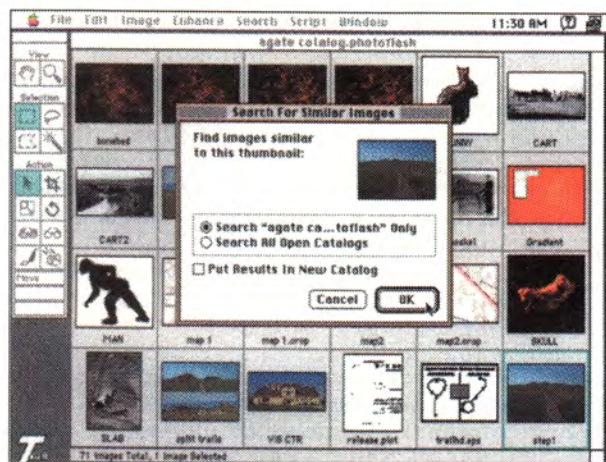 File Edit Image Enhance Search Script Window 11:30 AM
agate catalog.photoflash
View
Selection
Action
Move
Search For Similar Images
Find images similar
to this thumbnail:
Search "agate ca...toflash" Only
Search All Open Catalogs
Put Results In New Catalog
Cancel OK
CART
CART2
Gradient
MAN map 1 map 1.crop map2 map2.crop SKULL
SLAB split trails VIS CTR release.plot trailhd.eps step1
71 Images Total, 1 Image Selected